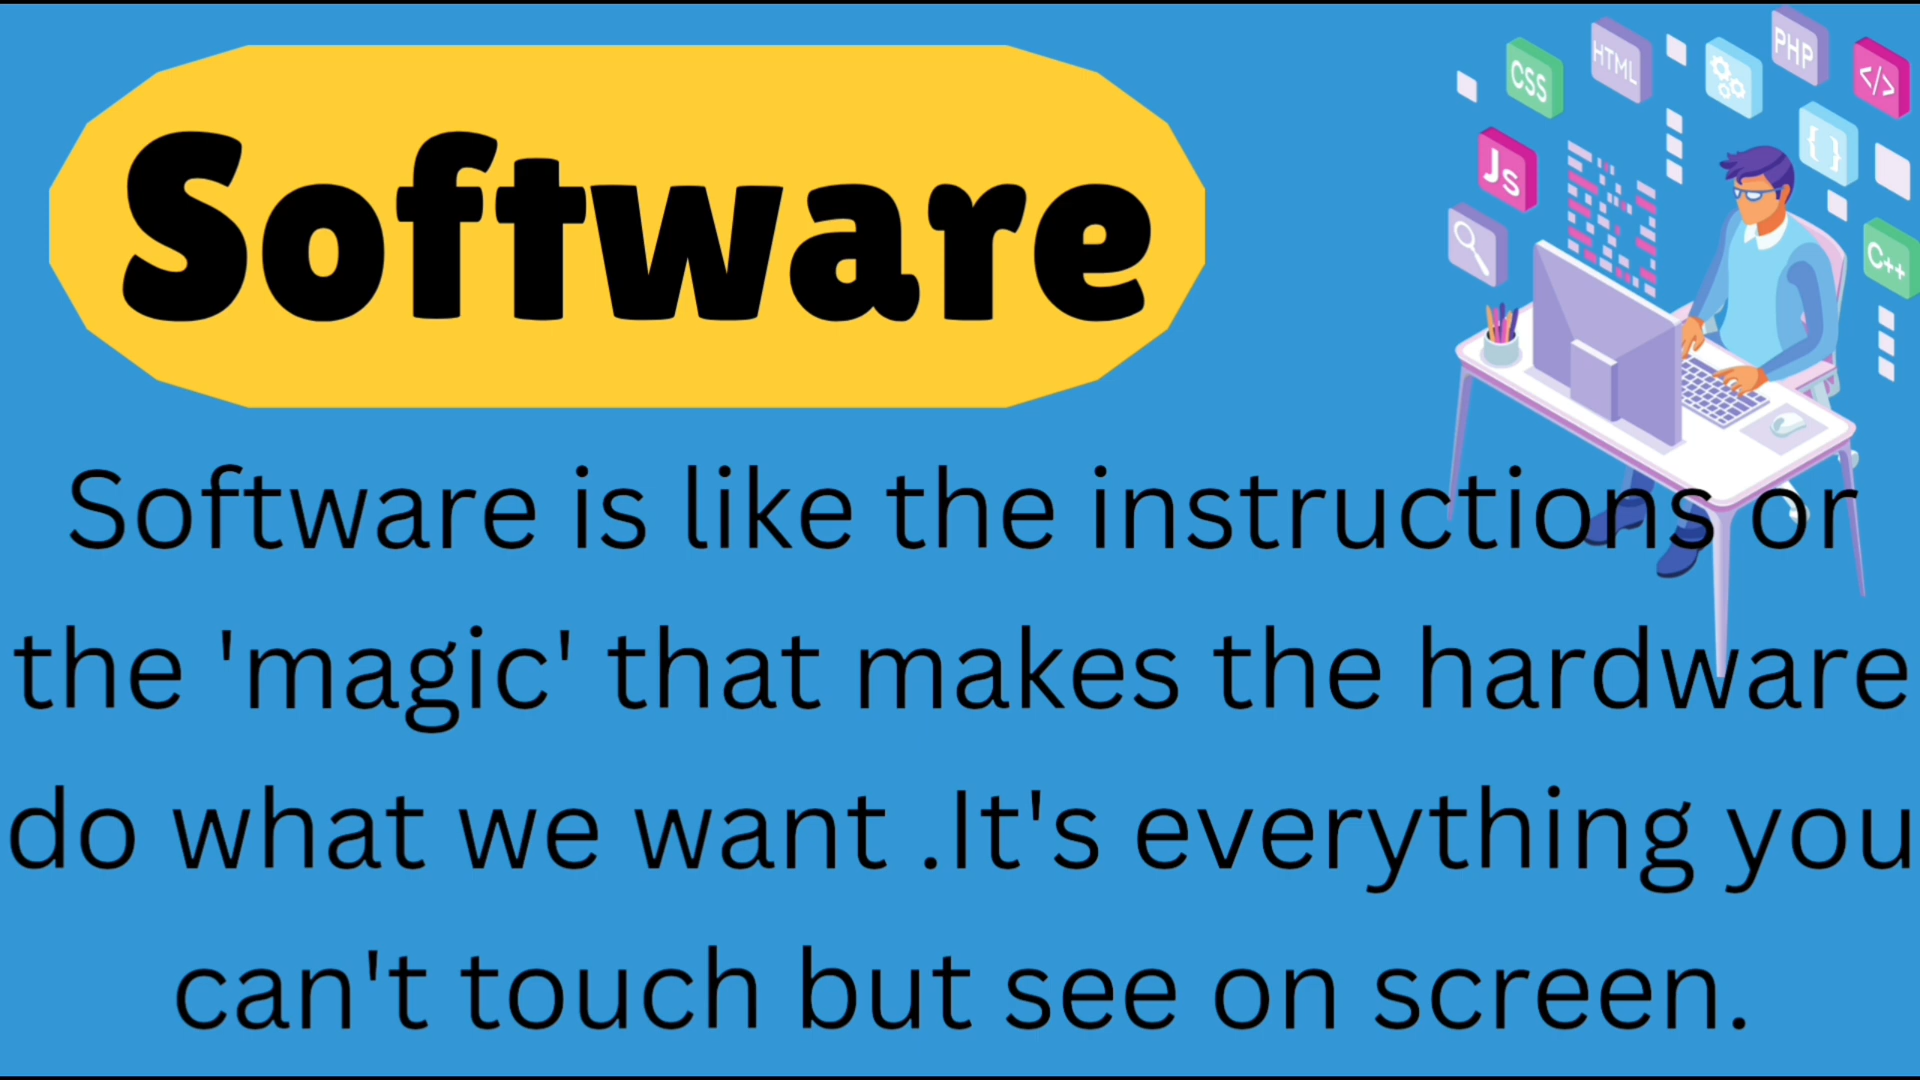 Software
CSS
HTML
PHP
</>
Js
{ }
C++
Software is like the instructions or
the 'magic' that makes the hardware
do what we want .It's everything you
can't touch but see on screen.